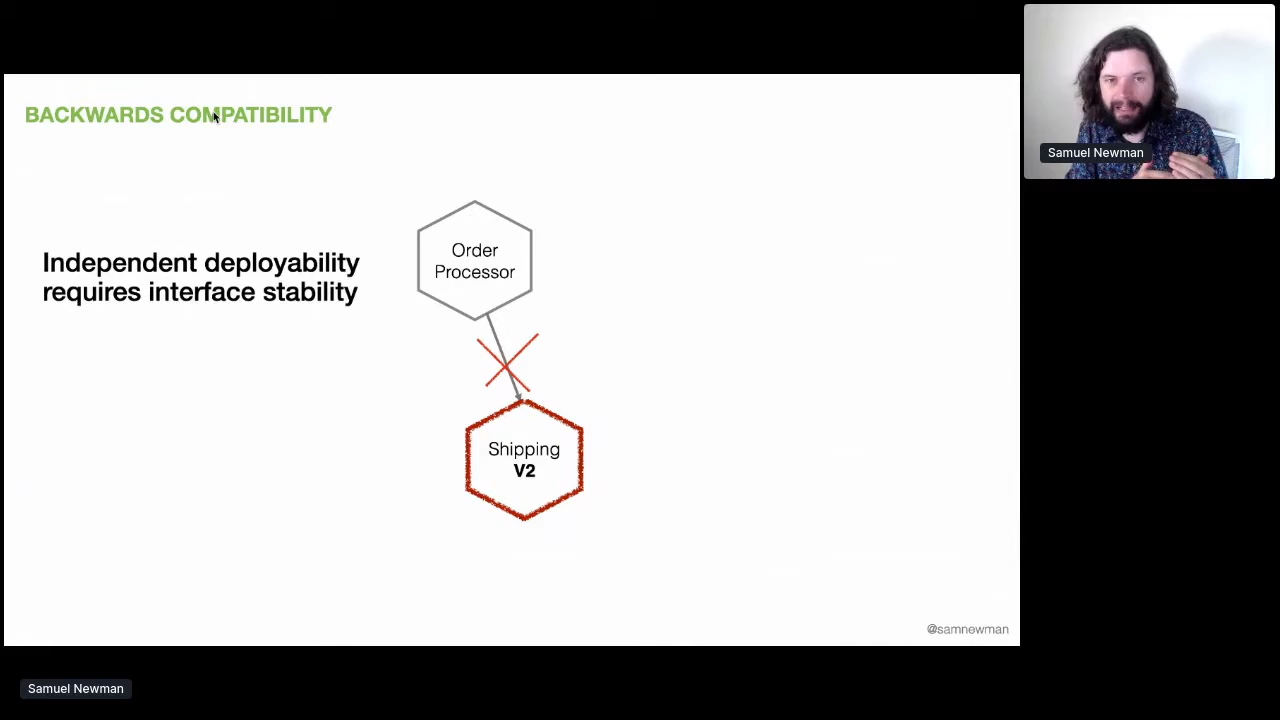 BACKWARDS COMPATIBILITY
Independent deployability
requires interface stability
Order
Processor
Shipping
V2
@samnewman
Samuel Newman
Samuel Newman